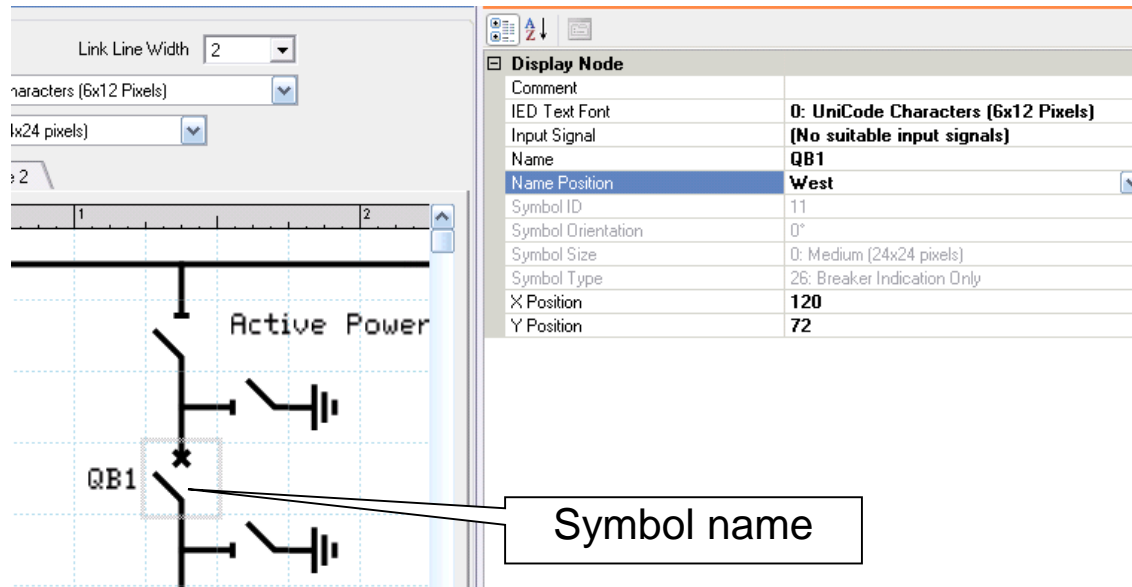 Link Line Width 2
haracters (6x12 Pixels)
4x24 pixels)
2
1 2
Active Power
QB1
Display Node
Comment
IED Text Font 0: UniCode Characters (6x12 Pixels)
Input Signal (No suitable input signals)
Name QB1
Name Position West
Symbol ID 11
Symbol Orientation 0°
Symbol Size 0: Medium (24x24 pixels)
Symbol Type 26: Breaker Indication Only
X Position 120
Y Position 72
Symbol name